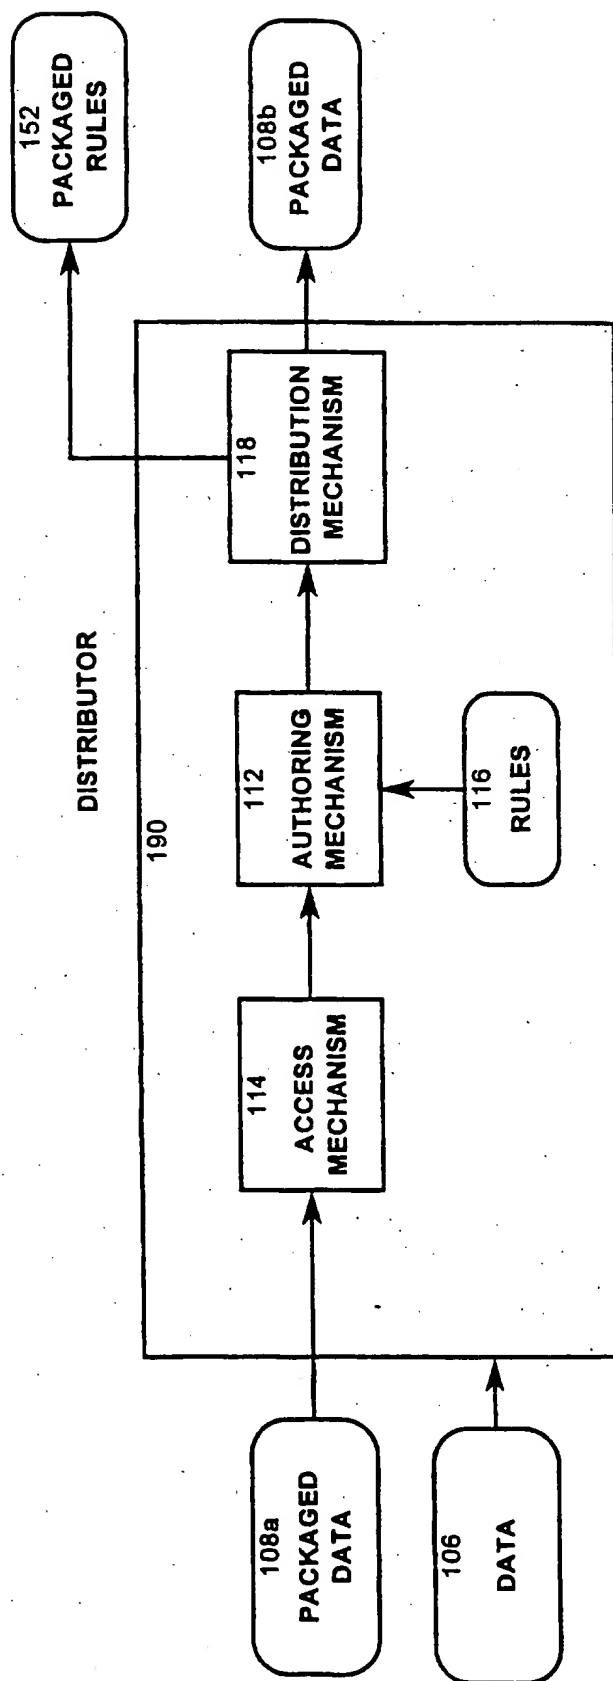 DISTRIBUTOR
190
108a
PACKAGED
DATA
106
DATA
114
ACCESS
MECHANISM
112
AUTHORING
MECHANISM
116
RULES
118
DISTRIBUTION
MECHANISM
152
PACKAGED
RULES
108b
PACKAGED
DATA